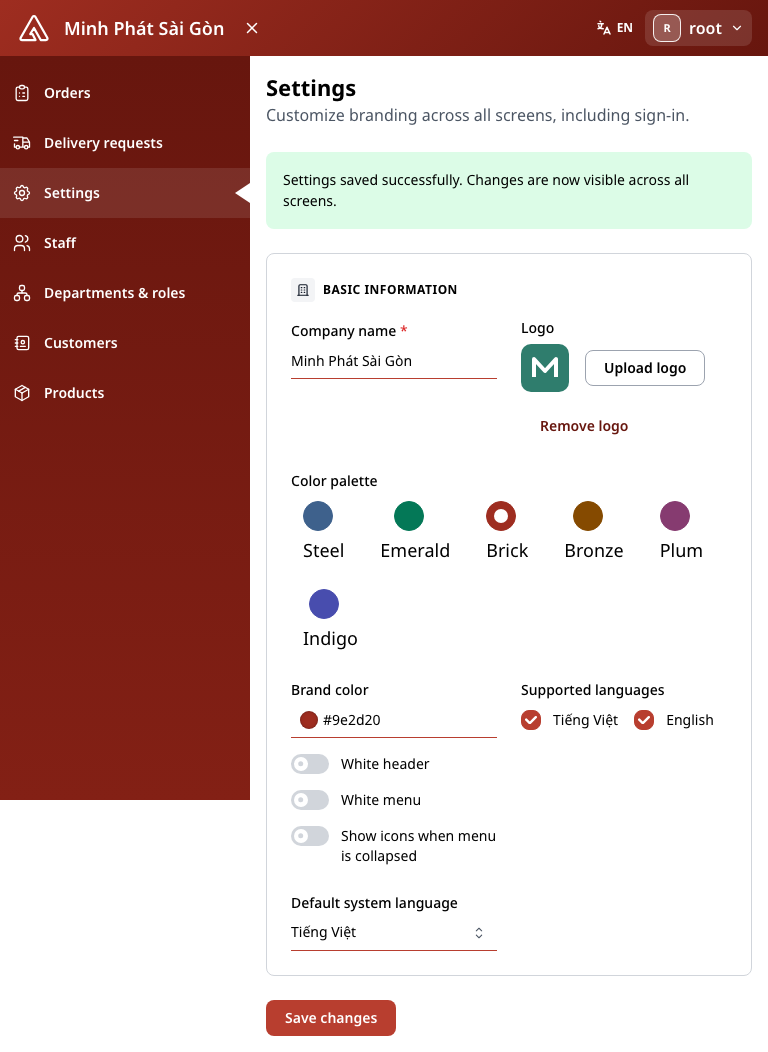 Minh Phát Sài Gòn
EN
R
root
Orders
Delivery requests
Settings
Staff
Departments & roles
Customers
Products
Settings
Customize branding across all screens, including sign-in.
Settings saved successfully. Changes are now visible across all
screens.
BASIC INFORMATION
Company name *
Minh Phát Sài Gòn
Logo
M
Upload logo
Remove logo
Color palette
Steel
Emerald
Brick
Bronze
Plum
Indigo
Brand color
#9e2d20
Supported languages
Tiếng Việt
English
White header
White menu
Show icons when menu
is collapsed
Default system language
Tiếng Việt
Save changes